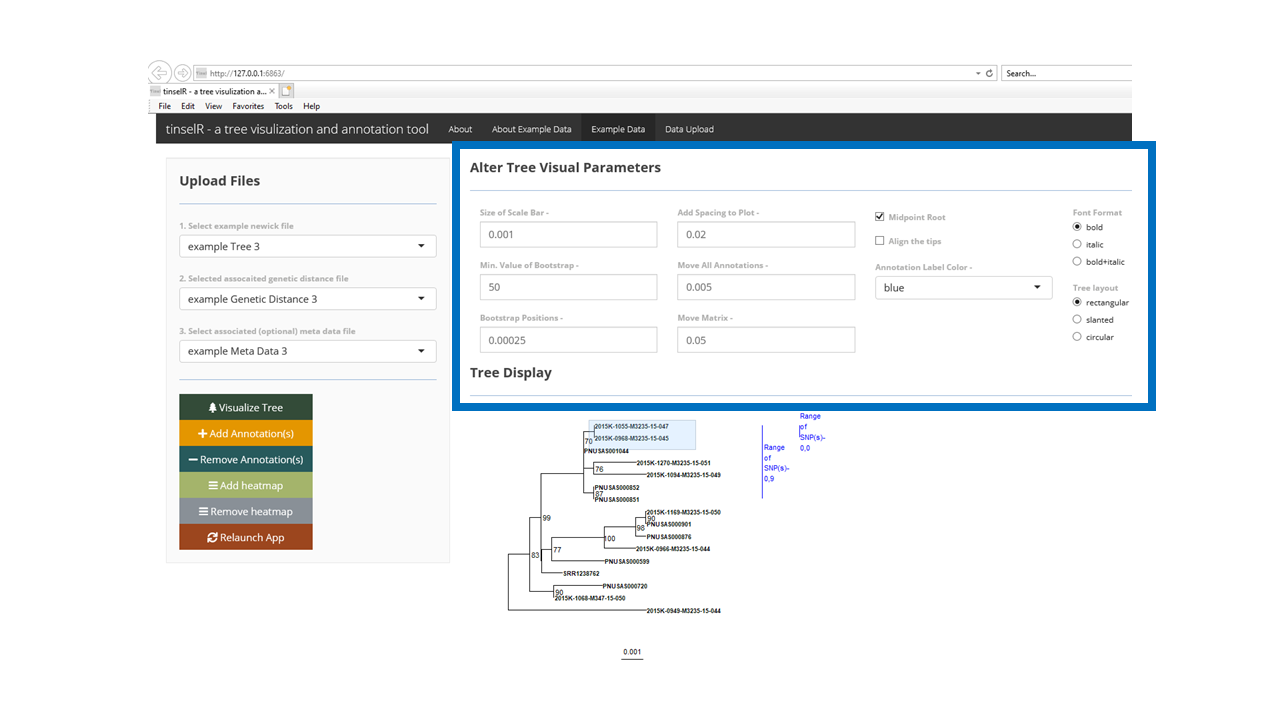 http://127.0.0.1:6863/
Search...
tinselR - a tree visulization a...
File Edit View Favorites Tools Help
tinselR - a tree visulization and annotation tool
About
About Example Data
Example Data
Data Upload
Upload Files
1. Select example newick file
example Tree 3
2. Selected assocaited genetic distance file
example Genetic Distance 3
3. Select associated (optional) meta data file
example Meta Data 3
Visualize Tree
Add Annotation(s)
Remove Annotation(s)
Add heatmap
Remove heatmap
Relaunch App
Alter Tree Visual Parameters
Size of Scale Bar -
0.001
Min. Value of Bootstrap -
50
Bootstrap Positions -
0.00025
Add Spacing to Plot -
0.02
Move All Annotations -
0.005
Move Matrix -
0.05
Midpoint Root
Align the tips
Annotation Label Color -
blue
Font Format
bold
italic
bold+italic
Tree layout
rectangular
slanted
circular
Tree Display
2015K-1055-M3235-15-047
2015K-0968-M3235-15-045
70
PNUSAS001044
2015K-1270-M3235-15-051
76
2015K-1094-M3235-15-049
PNUSAS000852
87
PNUSAS000851
99
2015K-1169-M3235-15-050
90
PNUSAS000901
98
PNUSAS000876
100
2015K-0966-M3235-15-044
77
83
PNUSAS000599
SRR1238762
PNUSAS000720
90
2015K-1068-M347-15-050
2015K-0949-M3235-15-044
0.001
Range
of
SNP(s)-
0,9
Range
of
SNP(s)-
0,0